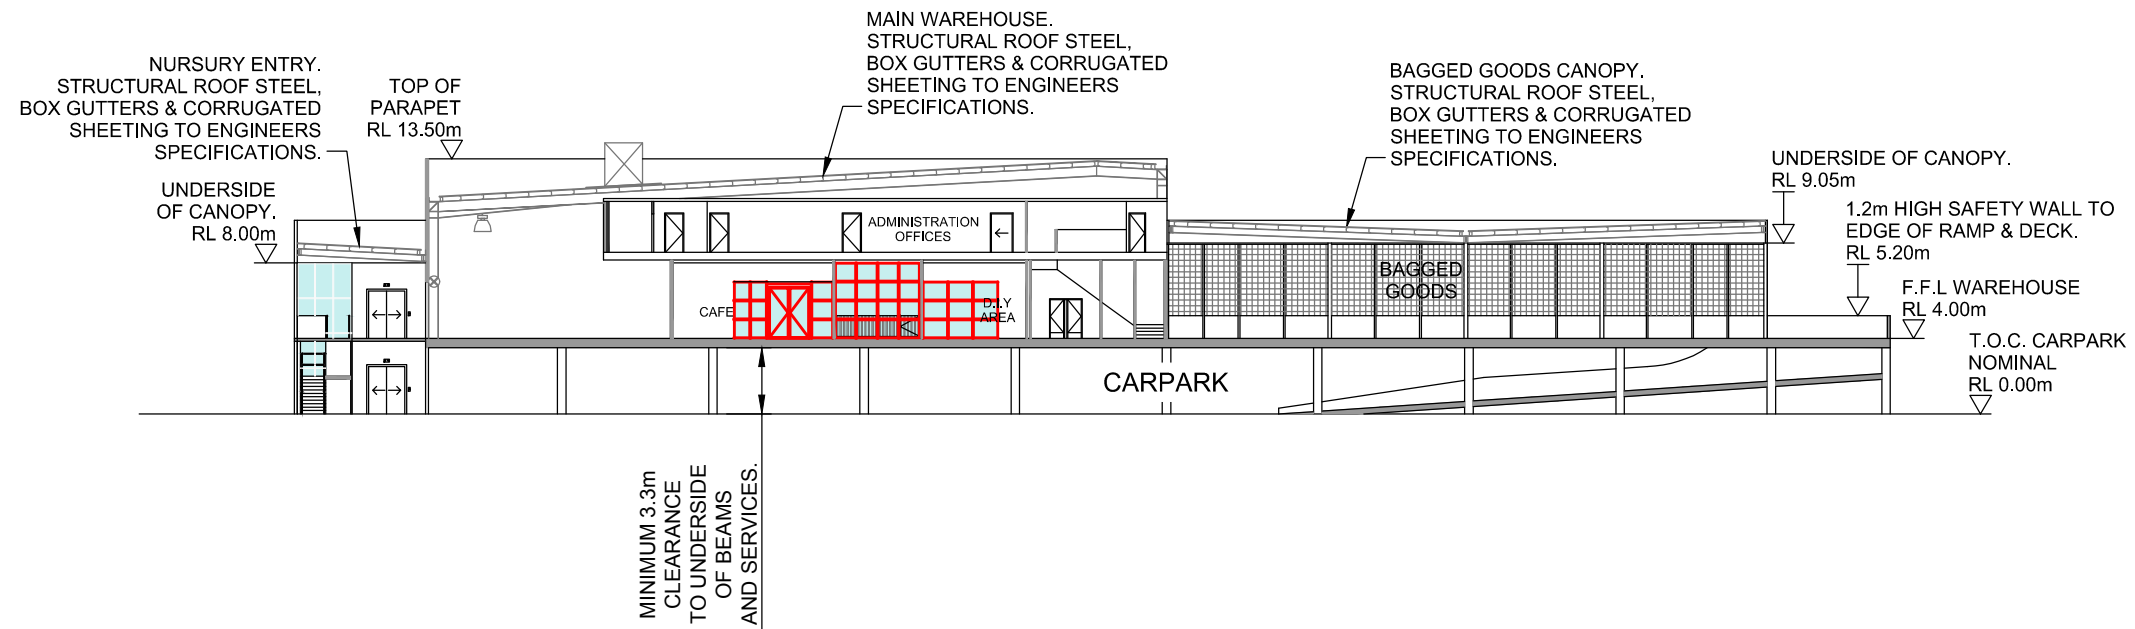 MAIN WAREHOUSE.
STRUCTURAL ROOF STEEL,
BOX GUTTERS & CORRUGATED
SHEETING TO ENGINEERS
SPECIFICATIONS.
NURSURY ENTRY.
STRUCTURAL ROOF STEEL,
BOX GUTTERS & CORRUGATED
SHEETING TO ENGINEERS
SPECIFICATIONS.
TOP OF
PARAPET
RL 13.50m
BAGGED GOODS CANOPY.
STRUCTURAL ROOF STEEL,
BOX GUTTERS & CORRUGATED
SHEETING TO ENGINEERS
SPECIFICATIONS.
UNDERSIDE OF CANOPY.
RL 9.05m
UNDERSIDE
OF CANOPY.
RL 8.00m
1.2m HIGH SAFETY WALL TO
EDGE OF RAMP & DECK.
RL 5.20m
ADMINISTRATION
OFFICES
BAGGED
GOODS
F.F.L WAREHOUSE
RL 4.00m
CAFE
D.I.Y
AREA
T.O.C. CARPARK
NOMINAL
RL 0.00m
CARPARK
MINIMUM 3.3m
CLEARANCE
TO UNDERSIDE
OF BEAMS
AND SERVICES.